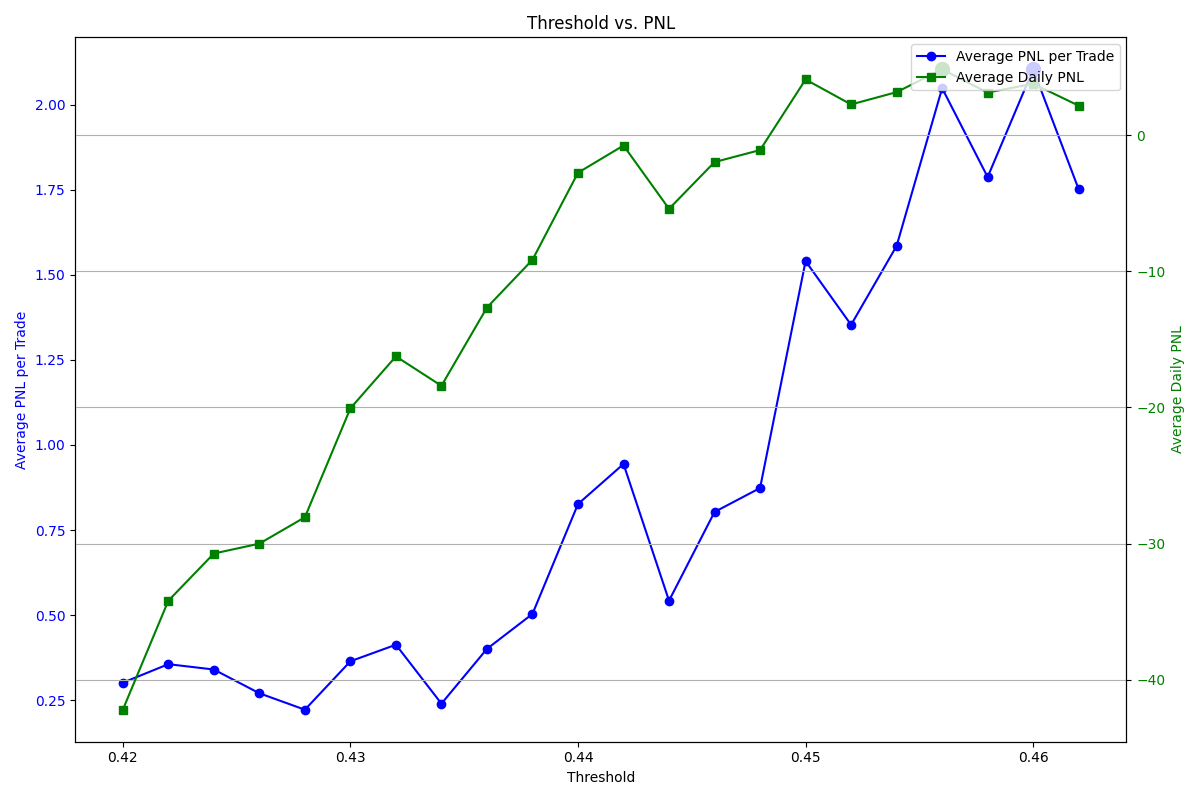 Threshold vs. PNL
Average PNL per Trade
Average Daily PNL
2.00
1.75
1.50
1.25
1.00
0.75
0.50
0.25
Average PNL per Trade
0
−10
−20
−30
−40
Average Daily PNL
0.42 0.43 0.44 0.45 0.46
Threshold